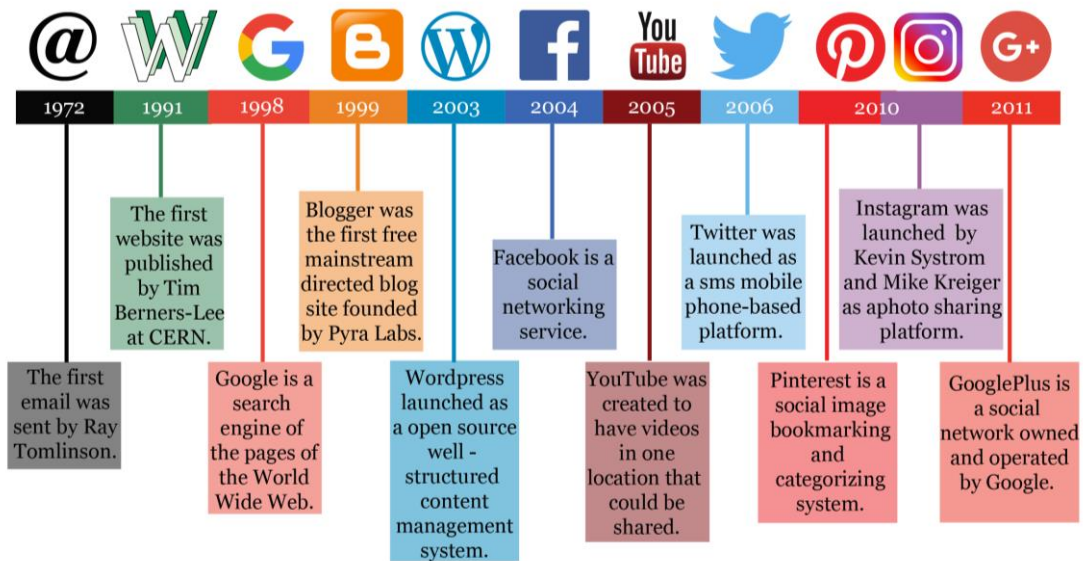 @
W
G
B
W
f
You
Tube
P
G+
1972
1991
1998
1999
2003
2004
2005
2006
2010
2011
The first
email was
sent by Ray
Tomlinson.
The first
website was
published
by Tim
Berners-Lee
at CERN.
Google is a
search
engine of
the pages of
the World
Wide Web.
Blogger was
the first free
mainstream
directed blog
site founded
by Pyra Labs.
Wordpress
launched as
a open source
well -
structured
content
management
system.
Facebook is a
social
networking
service.
YouTube was
created to
have videos
in one
location that
could be
shared.
Twitter was
launched as
a sms mobile
phone-based
platform.
Pinterest is a
social image
bookmarking
and
categorizing
system.
Instagram was
launched by
Kevin Systrom
and Mike Kreiger
as aphoto sharing
platform.
GooglePlus is
a social
network owned
and operated
by Google.